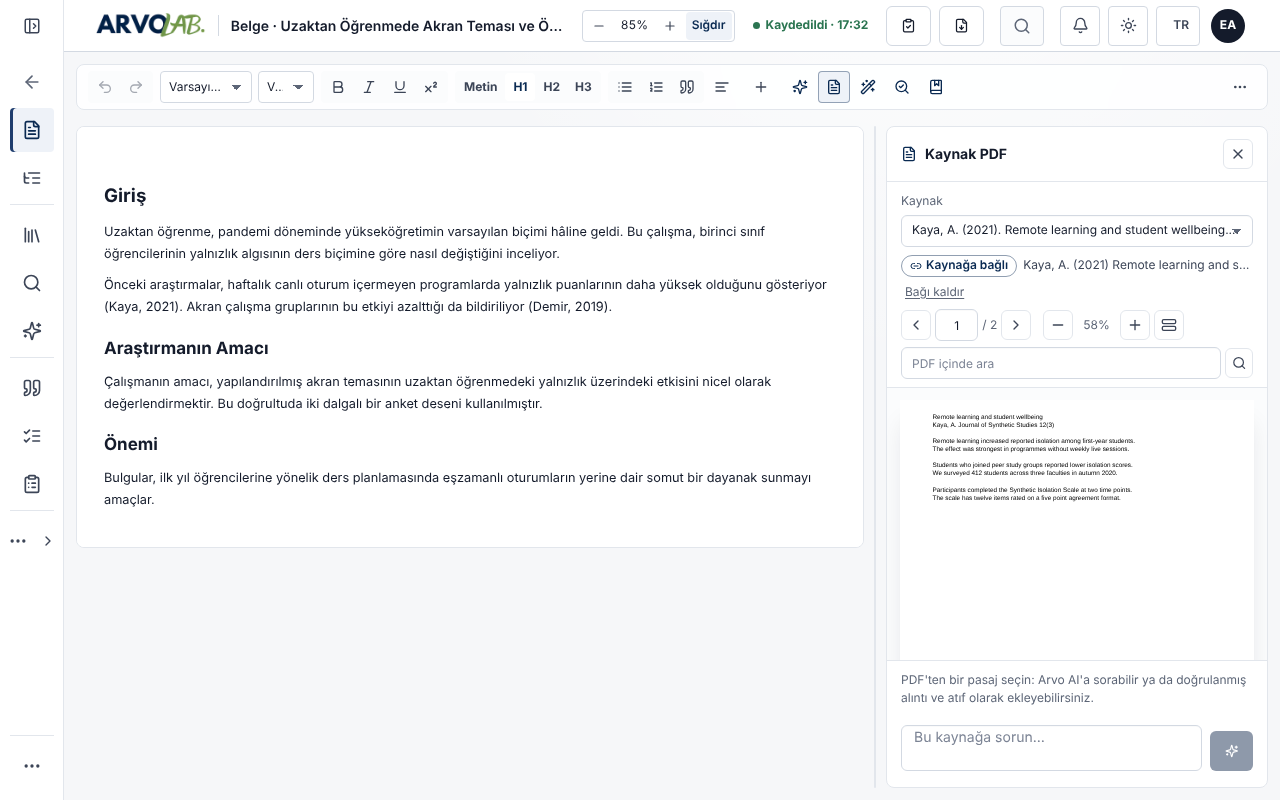 ARVOLAB.
Belge · Uzaktan Öğrenmede Akran Teması ve Ö...
85%
Sığdır
Kaydedildi · 17:32
TR
EA
Varsayı...
V...
B I U x²
Metin H1 H2 H3
Giriş
Uzaktan öğrenme, pandemi döneminde yükseköğretimin varsayılan biçimi hâline geldi. Bu çalışma, birinci sınıf
öğrencilerinin yalnızlık algısının ders biçimine göre nasıl değiştiğini inceliyor.
Önceki araştırmalar, haftalık canlı oturum içermeyen programlarda yalnızlık puanlarının daha yüksek olduğunu gösteriyor
(Kaya, 2021). Akran çalışma gruplarının bu etkiyi azalttığı da bildiriliyor (Demir, 2019).
Araştırmanın Amacı
Çalışmanın amacı, yapılandırılmış akran temasının uzaktan öğrenmedeki yalnızlık üzerindeki etkisini nicel olarak
değerlendirmektir. Bu doğrultuda iki dalgalı bir anket deseni kullanılmıştır.
Önemi
Bulgular, ilk yıl öğrencilerine yönelik ders planlamasında eşzamanlı oturumların yerine dair somut bir dayanak sunmayı
amaçlar.
Kaynak PDF
Kaynak
Kaya, A. (2021). Remote learning and student wellbeing...
Kaynağa bağlı
Kaya, A. (2021) Remote learning and s...
Bağı kaldır
1 / 2
58%
PDF içinde ara
Remote learning and student wellbeing
Kaya, A. Journal of Synthetic Studies 12(3)
Remote learning increased reported isolation among first-year students.
The effect was strongest in programmes without weekly live sessions.
Students who joined peer study groups reported lower isolation scores.
We surveyed 412 students across three faculties in autumn 2020.
Participants completed the Synthetic Isolation Scale at two time points.
The scale has twelve items rated on a five point agreement format.
PDF'ten bir pasaj seçin: Arvo AI'a sorabilir ya da doğrulanmış
alıntı ve atıf olarak ekleyebilirsiniz.
Bu kaynağa sorun...